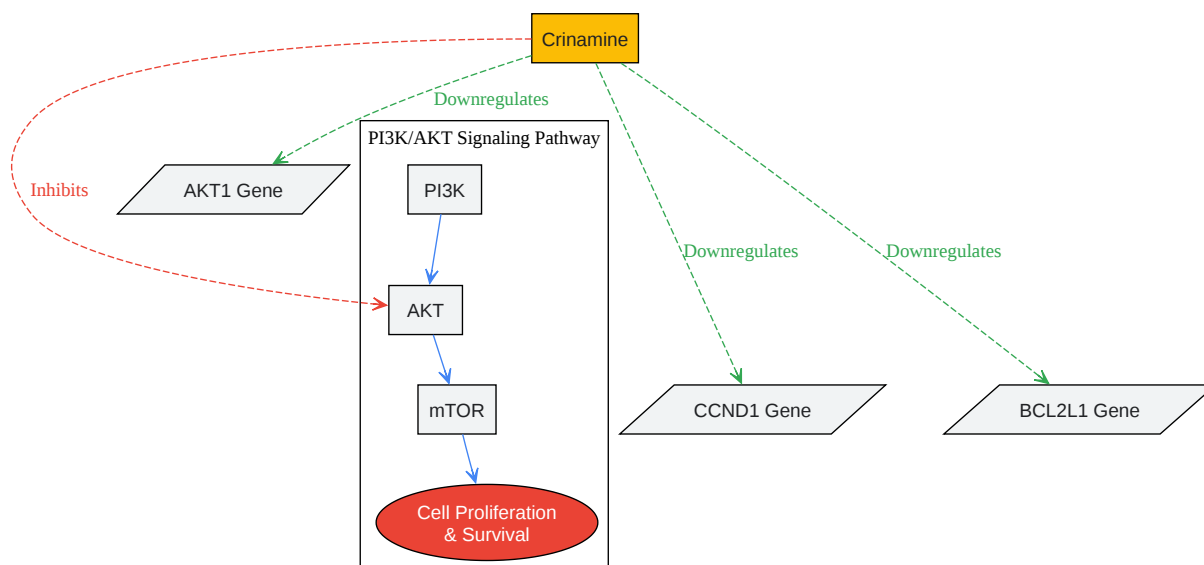 Crinamine
Downregulates
PI3K/AKT Signaling Pathway
AKT1 Gene
PI3K
Inhibits
Downregulates
Downregulates
AKT
mTOR
CCND1 Gene
BCL2L1 Gene
Cell Proliferation
& Survival